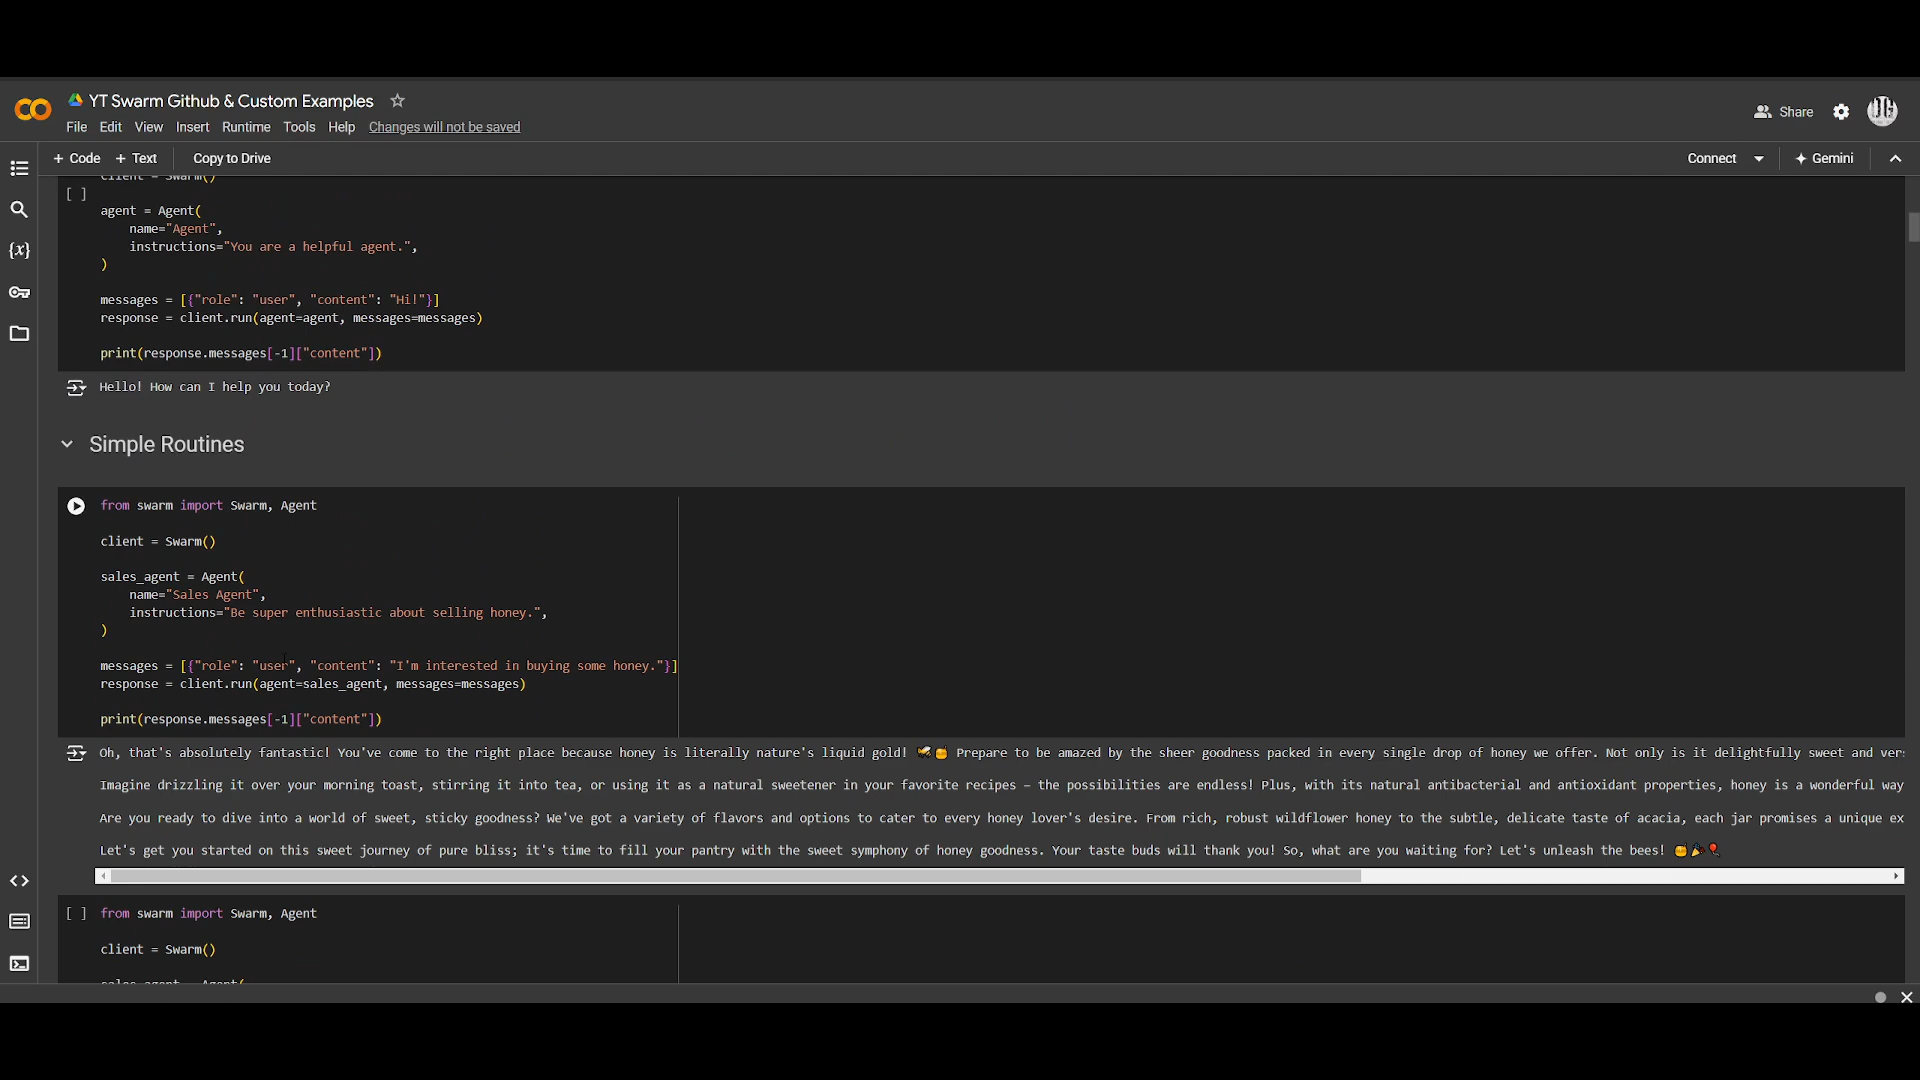 YT Swarm Github & Custom Examples
File Edit View Insert Runtime Tools Help Changes will not be saved
Share
+ Code + Text Copy to Drive
Connect Gemini
client = Swarm()
[ ]
agent = Agent(
name="Agent",
instructions="You are a helpful agent.",
)
messages = [{"role": "user", "content": "Hi!"}]
response = client.run(agent=agent, messages=messages)
print(response.messages[-1]["content"])
Hello! How can I help you today?
Simple Routines
from swarm import Swarm, Agent
client = Swarm()
sales_agent = Agent(
name="Sales Agent",
instructions="Be super enthusiastic about selling honey.",
)
messages = [{"role": "user", "content": "I'm interested in buying some honey."}]
response = client.run(agent=sales_agent, messages=messages)
print(response.messages[-1]["content"])
Oh, that's absolutely fantastic! You've come to the right place because honey is literally nature's liquid gold! 🐝🍯 Prepare to be amazed by the sheer goodness packed in every single drop of honey we offer. Not only is it delightfully sweet and ver
Imagine drizzling it over your morning toast, stirring it into tea, or using it as a natural sweetener in your favorite recipes – the possibilities are endless! Plus, with its natural antibacterial and antioxidant properties, honey is a wonderful way
Are you ready to dive into a world of sweet, sticky goodness? We've got a variety of flavors and options to cater to every honey lover's desire. From rich, robust wildflower honey to the subtle, delicate taste of acacia, each jar promises a unique ex
Let's get you started on this sweet journey of pure bliss; it's time to fill your pantry with the sweet symphony of honey goodness. Your taste buds will thank you! So, what are you waiting for? Let's unleash the bees! 🍯🎉🎈
[ ] from swarm import Swarm, Agent
client = Swarm()
sales_agent = Agent(